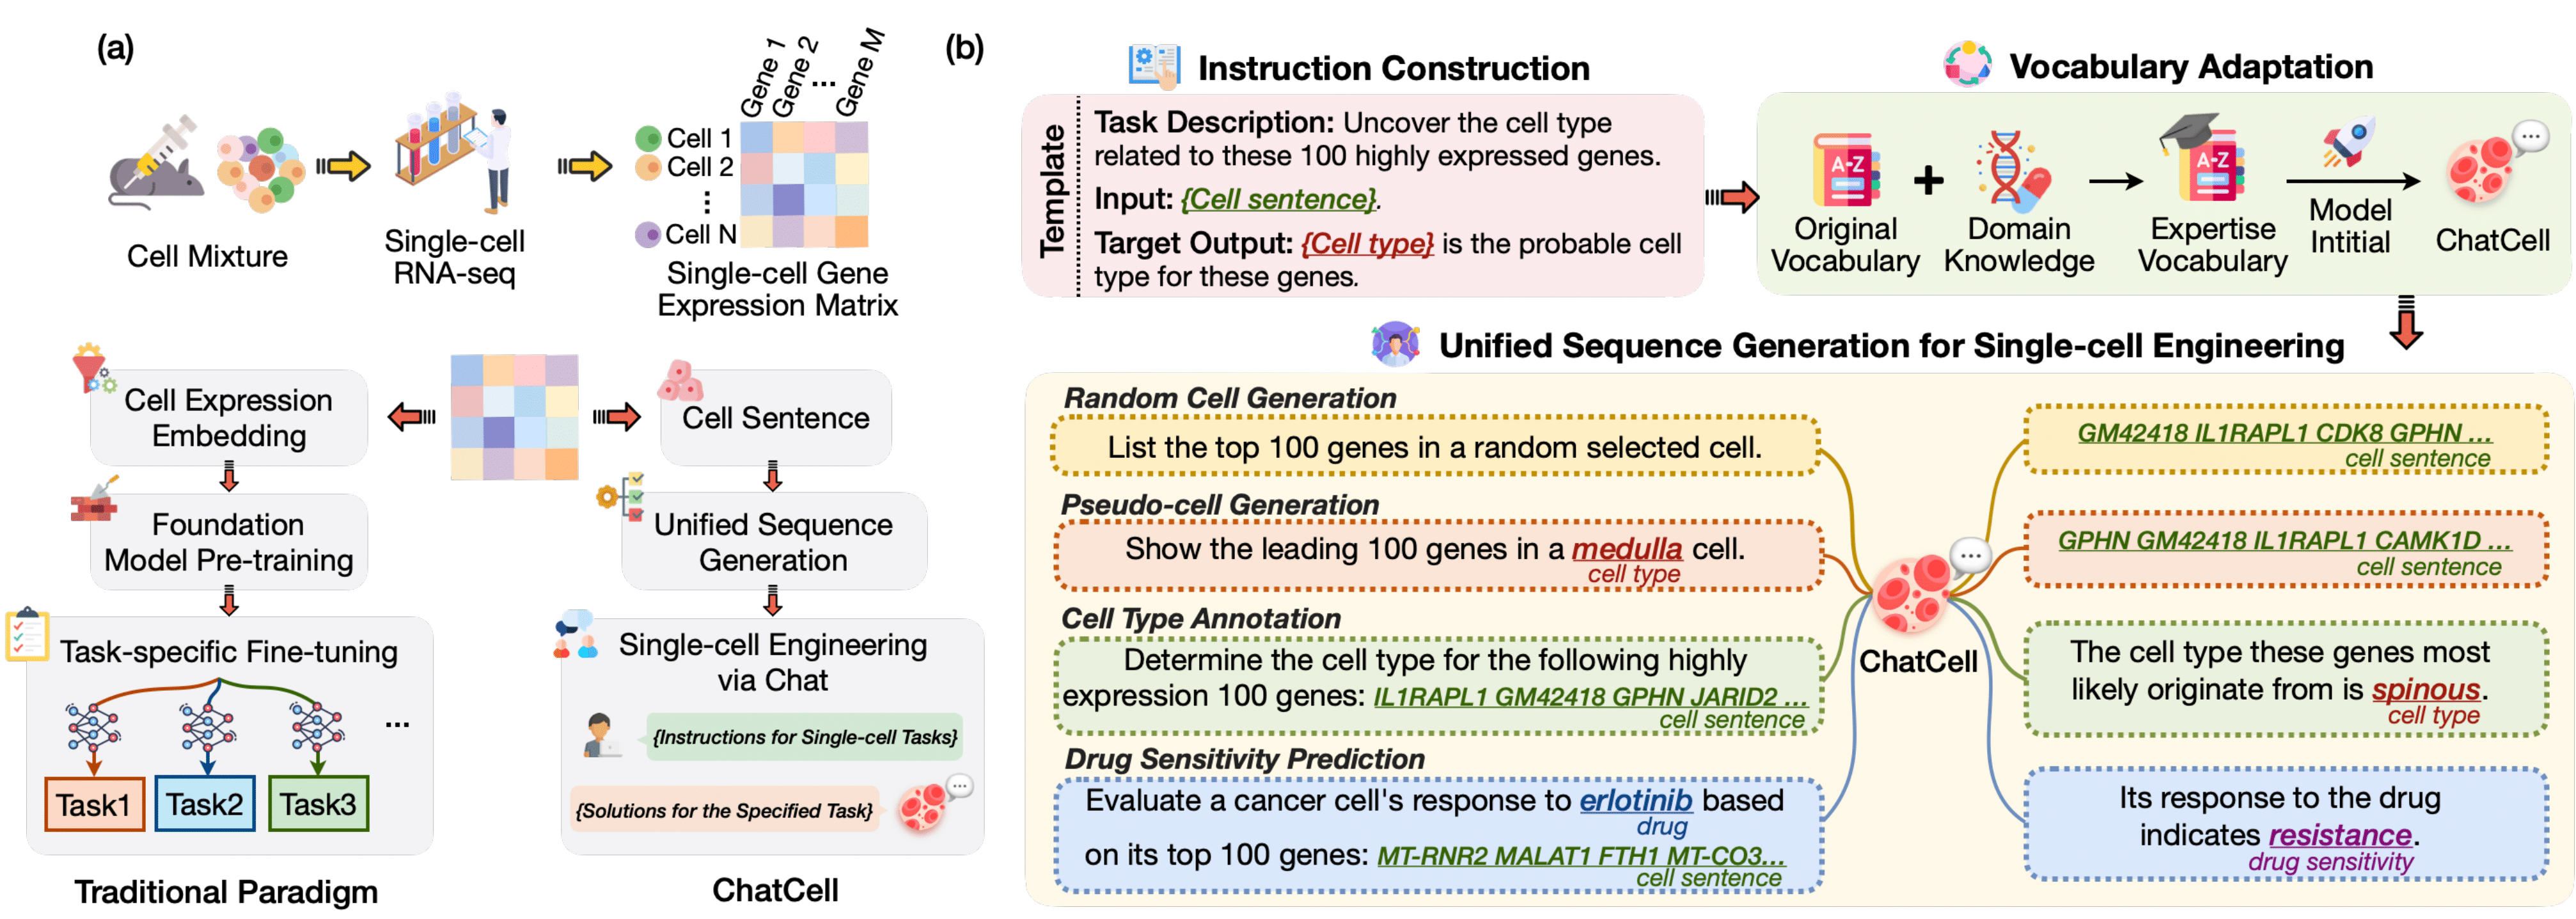 (a)
Gene 1
Gene 2
...
Gene M
Cell 1
Cell 2
⋮
Cell N
Cell Mixture
Single-cell
RNA-seq
Single-cell Gene
Expression Matrix
Cell Expression
Embedding
Foundation
Model Pre-training
Task-specific Fine-tuning
...
Task1
Task2
Task3
Traditional Paradigm
Cell Sentence
Unified Sequence
Generation
Single-cell Engineering
via Chat
{Instructions for Single-cell Tasks}
{Solutions for the Specified Task}
ChatCell
(b)
Instruction Construction
Template
Task Description: Uncover the cell type
related to these 100 highly expressed genes.
Input: {Cell sentence}.
Target Output: {Cell type} is the probable cell
type for these genes.
Vocabulary Adaptation
A-Z
+
A-Z
Original
Vocabulary
Domain
Knowledge
Expertise
Vocabulary
Model
Intitial
ChatCell
Unified Sequence Generation for Single-cell Engineering
Random Cell Generation
List the top 100 genes in a random selected cell.
Pseudo-cell Generation
Show the leading 100 genes in a medulla cell.
cell type
Cell Type Annotation
Determine the cell type for the following highly
expression 100 genes: IL1RAPL1 GM42418 GPHN JARID2 ...
cell sentence
Drug Sensitivity Prediction
Evaluate a cancer cell's response to erlotinib based
drug
on its top 100 genes: MT-RNR2 MALAT1 FTH1 MT-CO3...
cell sentence
ChatCell
GM42418 IL1RAPL1 CDK8 GPHN ...
cell sentence
GPHN GM42418 IL1RAPL1 CAMK1D ...
cell sentence
The cell type these genes most
likely originate from is spinous.
cell type
Its response to the drug
indicates resistance.
drug sensitivity